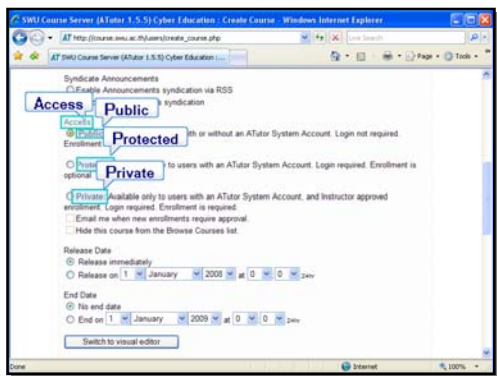 SWU Course Server (ATutor 1.5.5) Cyber Education : Create Course - Windows Internet Explorer
http://course.swu.ac.th/users/create_course.php
Live Search
SWU Course Server (ATutor 1.5.5) Cyber Education : ...
Page
Tools
Syndicate Announcements
Enable Announcements syndication via RSS
syndication
Access
Public
Protected
Private
Access
Public
th or without an ATutor System Account. Login not required.
Enrollment
to users with an ATutor System Account. Login required. Enrollment is
optional
Private: Available only to users with an ATutor System Account, and Instructor approved
enrollment. Login required. Enrollment is required.
Email me when new enrollments require approval.
Hide this course from the Browse Courses list.
Release Date
Release immediately
Release on 1 January 2008 at 0 0 24hr
End Date
No end date
End on 1 January 2009 at 0 0 24hr
Switch to visual editor
Done
Internet
100%